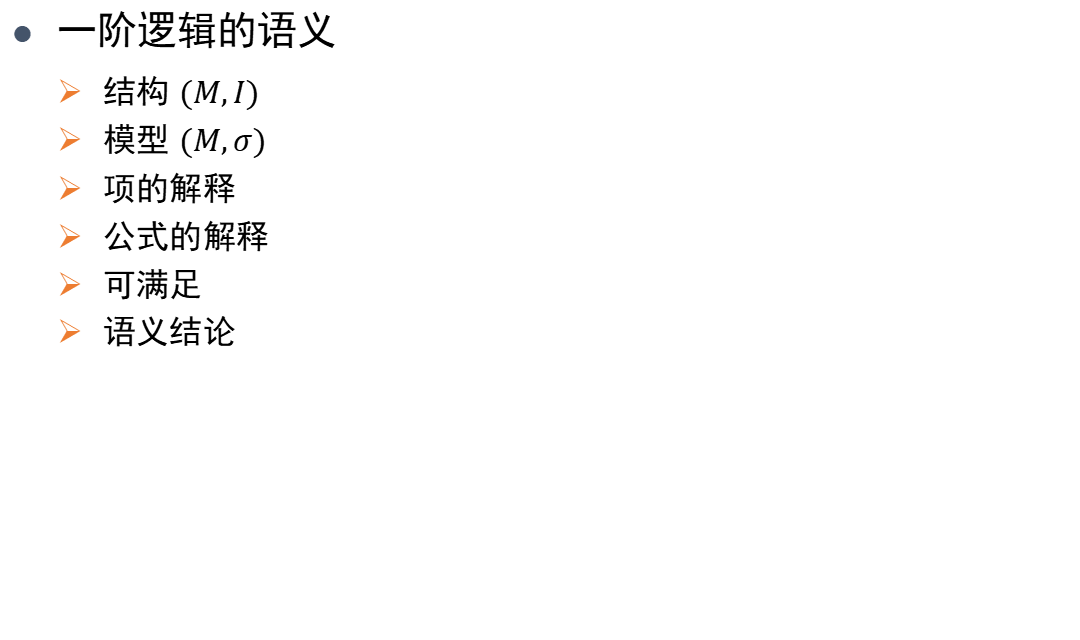 一阶逻辑的语义
结构 (M, I)
模型 (M, σ)
项的解释
公式的解释
可满足
语义结论